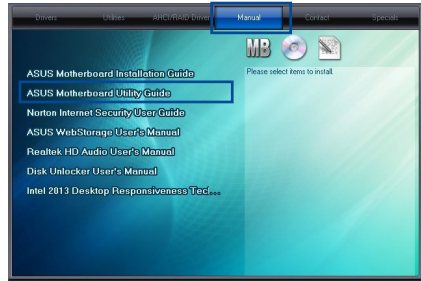 Drivers Utilities AHCI/RAID Driver Manual Contact Specials
MB
Please select items to install.
ASUS Motherboard Installation Guide
ASUS Motherboard Utility Guide
Norton Internet Security User Guide
ASUS WebStorage User's Manual
Realtek HD Audio User's Manual
Disk Unlocker User's Manual
Intel 2013 Desktop Responsiveness Tecl...